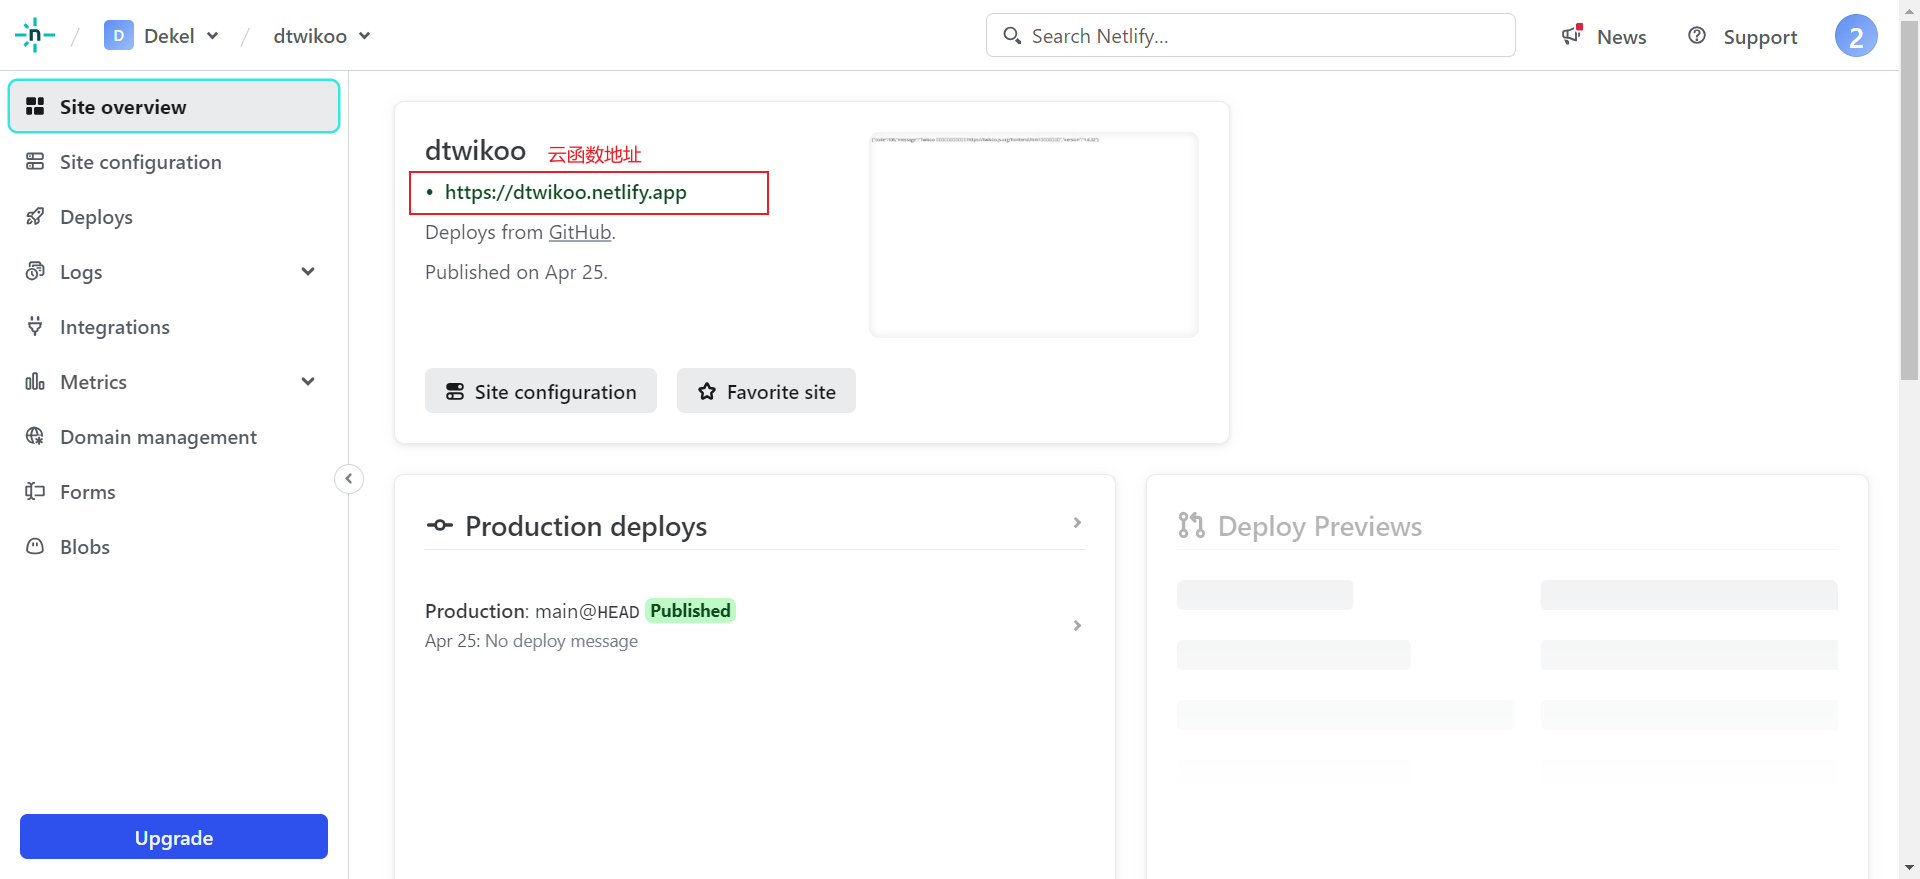 n / D Dekel / dtwikoo
Search Netlify...
News
Support
2
Site overview
Site configuration
Deploys
Logs
Integrations
Metrics
Domain management
Forms
Blobs
Upgrade
dtwikoo 云函数地址
• https://dtwikoo.netlify.app
Deploys from GitHub.
Published on Apr 25.
Site configuration
Favorite site
Production deploys
Production: main@HEAD Published
Apr 25: No deploy message
Deploy Previews